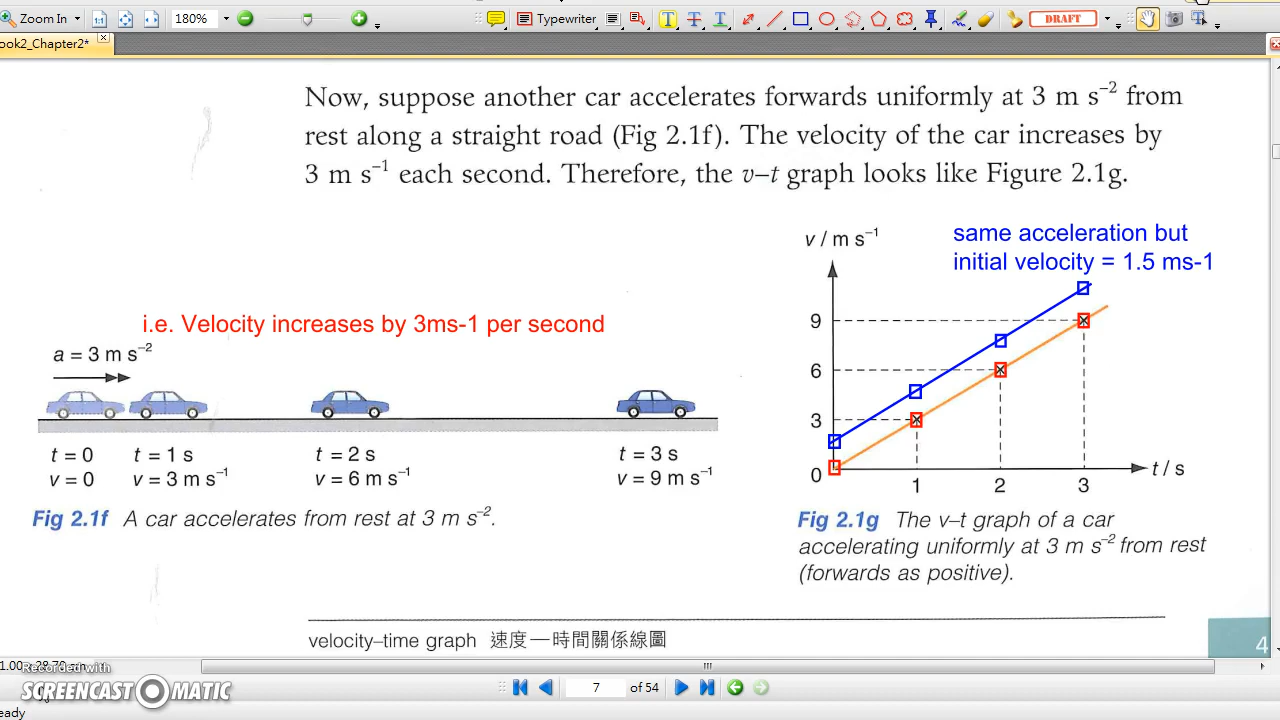 Zoom In
180%
Typewriter
DRAFT
ook2_Chapter2*
Now, suppose another car accelerates forwards uniformly at 3 m s⁻² from
rest along a straight road (Fig 2.1f). The velocity of the car increases by
3 m s⁻¹ each second. Therefore, the v–t graph looks like Figure 2.1g.
same acceleration but
initial velocity = 1.5 ms-1
v / m s⁻¹
9
6
3
0
1 2 3
t / s
i.e. Velocity increases by 3ms-1 per second
a = 3 m s⁻²
t = 0 t = 1 s t = 2 s t = 3 s
v = 0 v = 3 m s⁻¹ v = 6 m s⁻¹ v = 9 m s⁻¹
Fig 2.1f A car accelerates from rest at 3 m s⁻².
Fig 2.1g The v–t graph of a car
accelerating uniformly at 3 m s⁻² from rest
(forwards as positive).
velocity–time graph 速度—時間關係線圖
4
Recorded with
SCREENCAST MATIC
7 of 54
eady